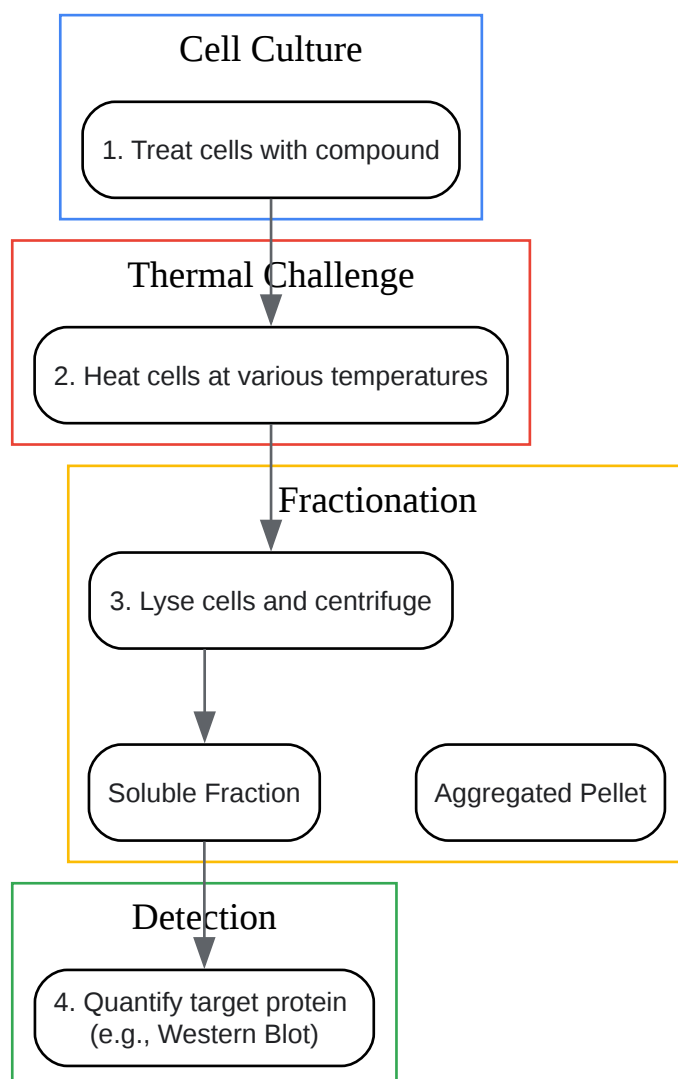 Cell Culture
1. Treat cells with compound
Thermal Challenge
2. Heat cells at various temperatures
Fractionation
3. Lyse cells and centrifuge
Soluble Fraction
Aggregated Pellet
Detection
4. Quantify target protein
(e.g., Western Blot)